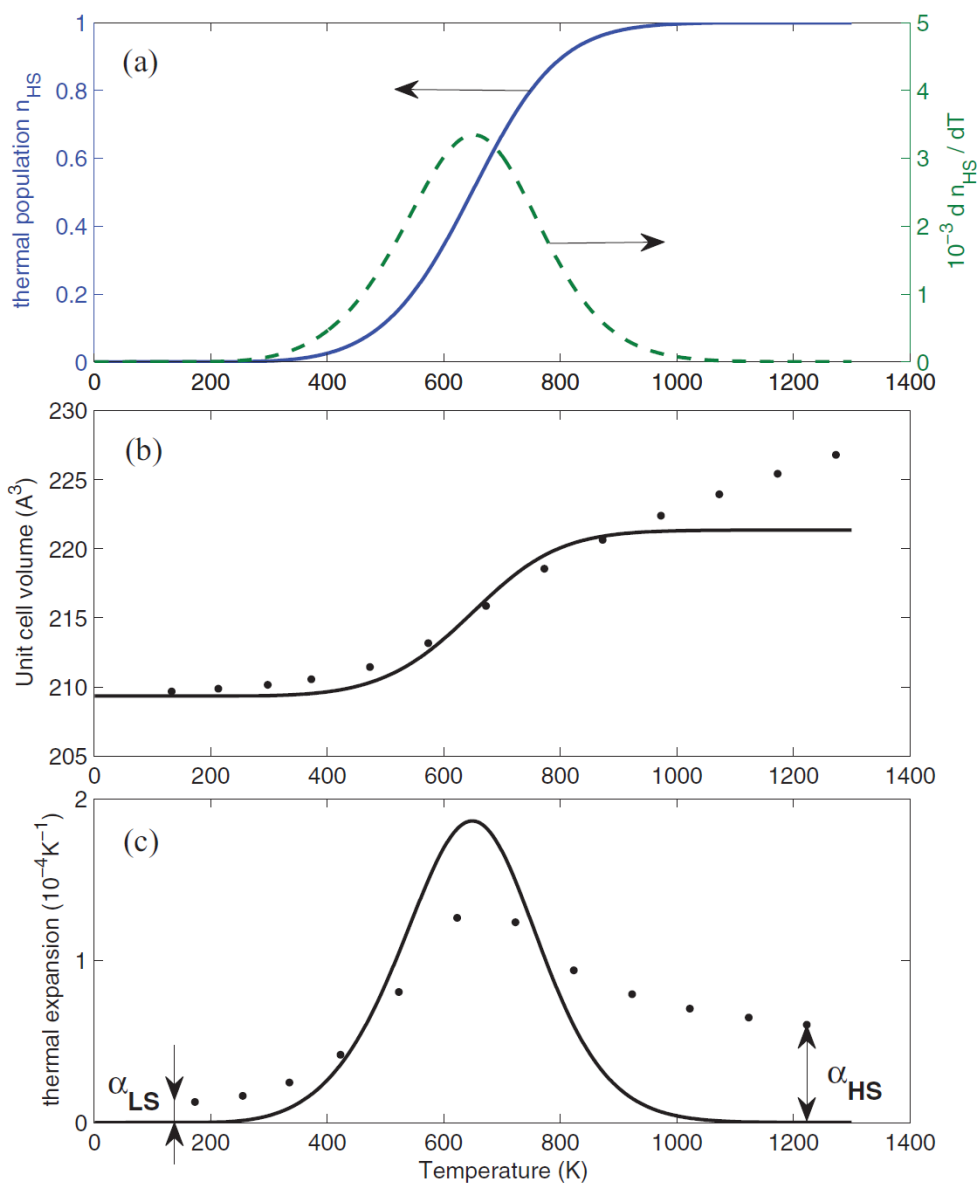 (a)
thermal population n_HS
1
0.8
0.6
0.4
0.2
0
5
4
3
2
1
0
10⁻³ d n_HS / dT
0 200 400 600 800 1000 1200 1400
(b)
Unit cell volume (A³)
230
225
220
215
210
205
0 200 400 600 800 1000 1200 1400
(c)
thermal expansion (10⁻⁴K⁻¹)
2
1
0
α_LS
α_HS
0 200 400 600 800 1000 1200 1400
Temperature (K)